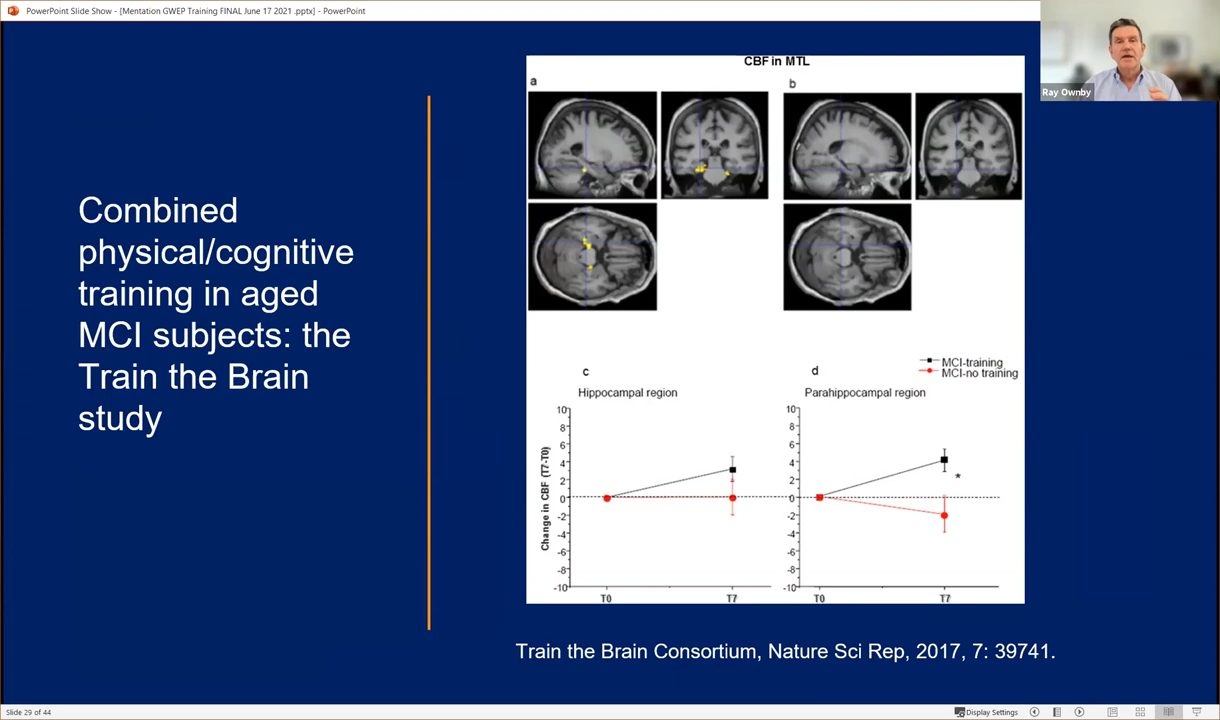 PowerPoint Slide Show - [Mentation GWEP Training FINAL June 17 2021 .pptx] - PowerPoint
Ray Ownby
Combined
physical/cognitive
training in aged
MCI subjects: the
Train the Brain
study
CBF in MTL
a
b
MCI-training
MCI-no training
c
d
Hippocampal region
Parahippocampal region
Change in CBF (T7-T0)
10
8
6
4
2
0
-2
-4
-6
-8
-10
T0
T7
10
8
6
4
2
0
-2
-4
-6
-8
-10
T0
T7
*
Train the Brain Consortium, Nature Sci Rep, 2017, 7: 39741.
Slide 29 of 44
Display Settings